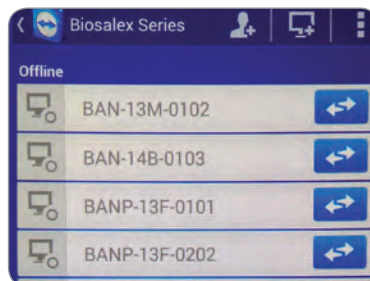 Biosalex Series
Offline
BAN-13M-0102
BAN-14B-0103
BANP-13F-0101
BANP-13F-0202